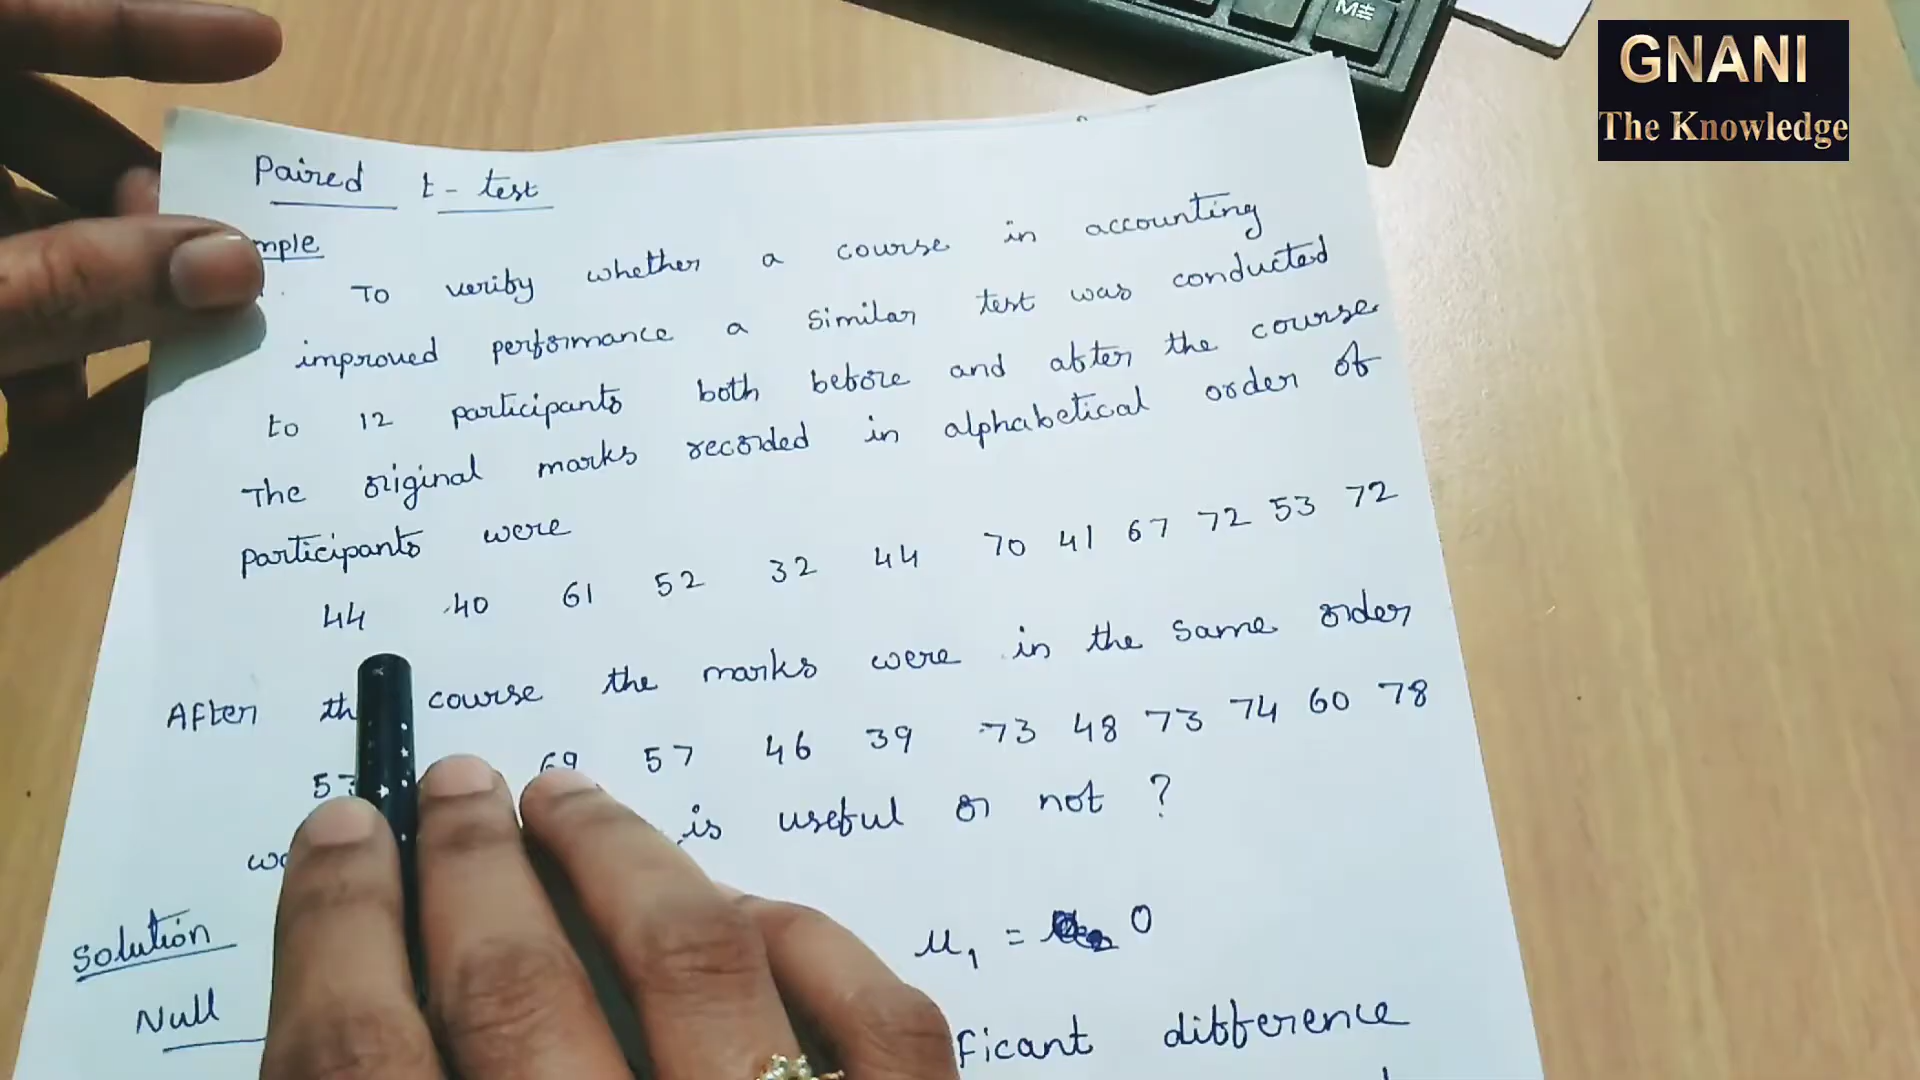 GNANI
The Knowledge
Paired t-test
mple
To verify whether a course in accounting
improved performance a similar test was conducted
to 12 participants both before and after the course.
The original marks recorded in alphabetical order of
participants were
44 40 61 52 32 44 70 41 67 72 53 72
After th course the marks were in the same order
53 69 57 46 39 73 48 73 74 60 78
is useful or not ?
Solution
μ1 = 0
Null
ficant difference